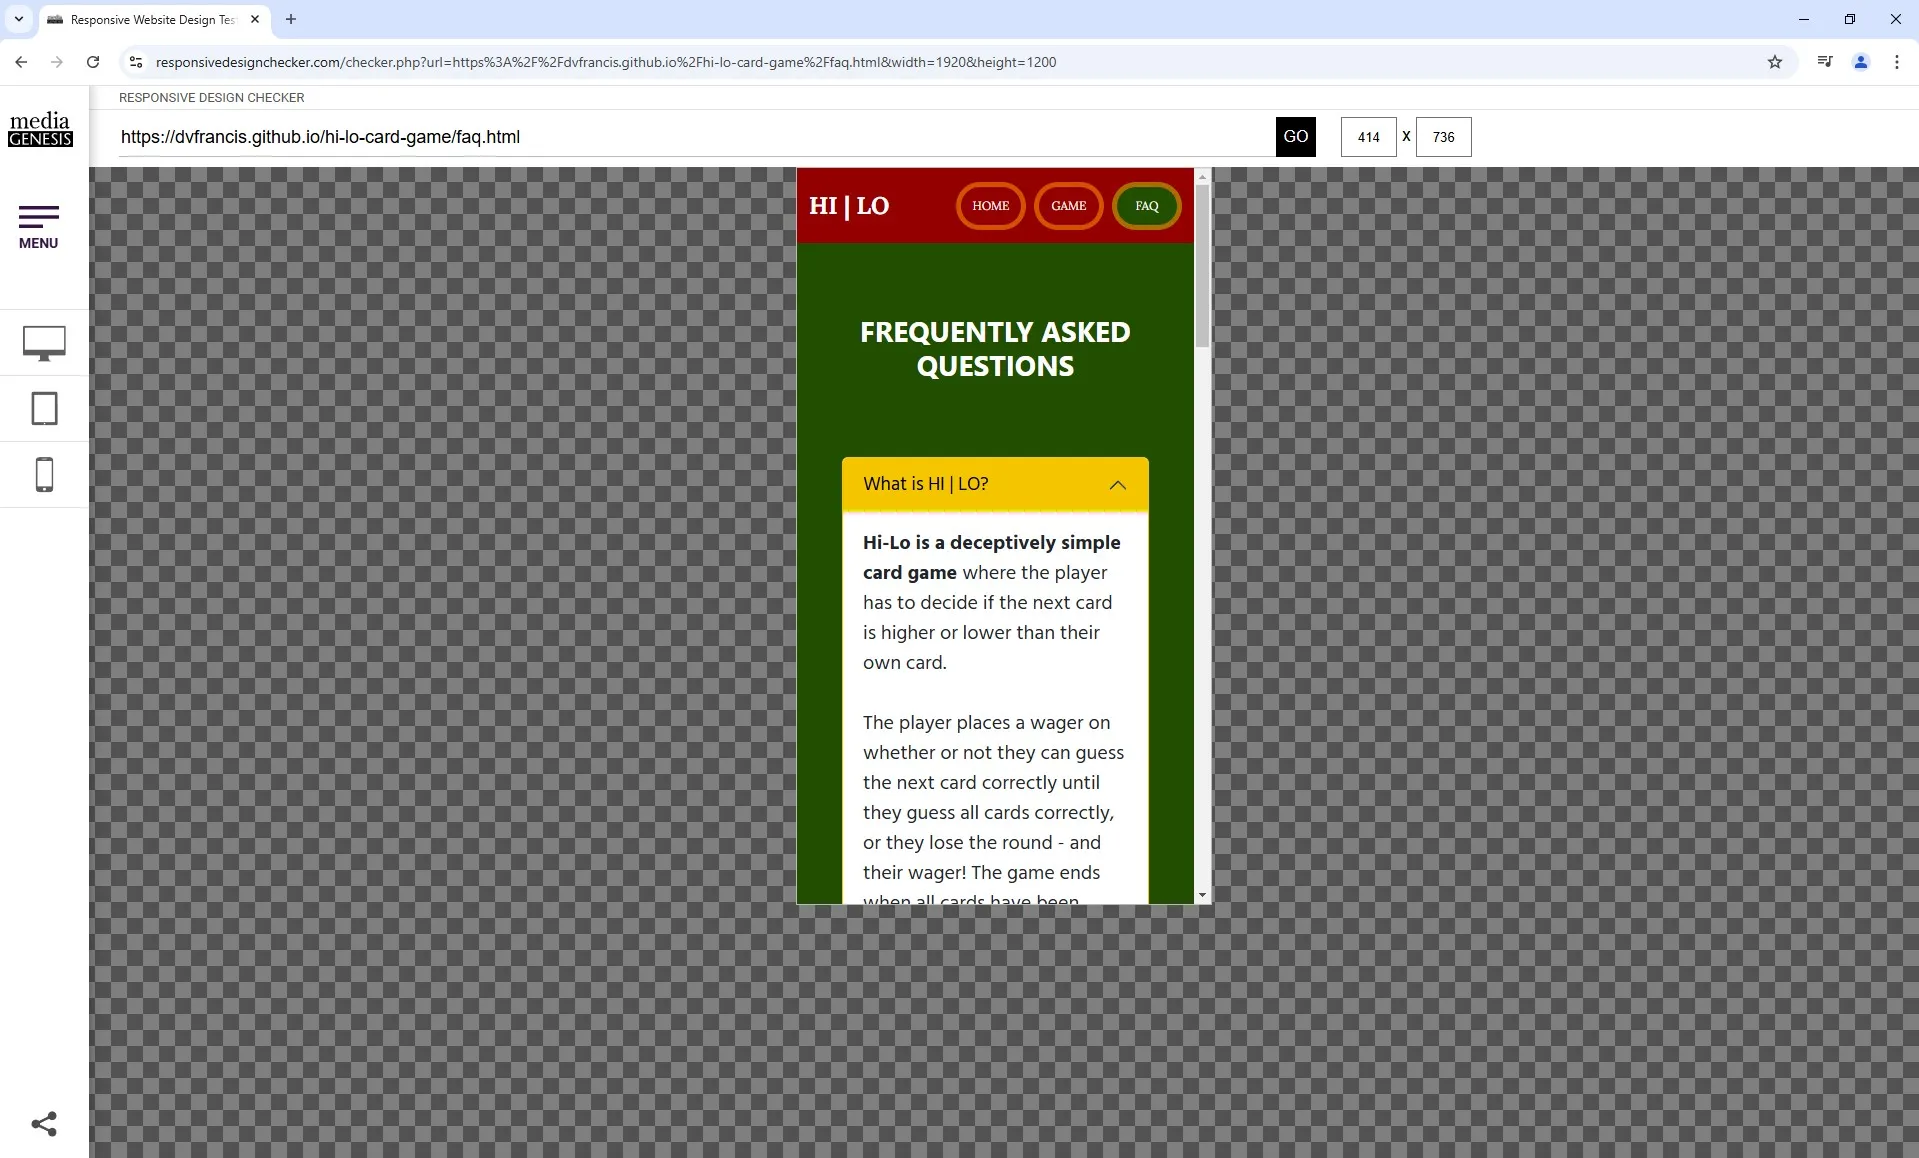 Responsive Website Design Tes
responsivedesignchecker.com/checker.php?url=https%3A%2F%2Fdvfrancis.github.io%2Fhi-lo-card-game%2Ffaq.html&width=1920&height=1200
media
GENESIS
MENU
RESPONSIVE DESIGN CHECKER
https://dvfrancis.github.io/hi-lo-card-game/faq.html
GO
414 X 736
HI | LO
HOME
GAME
FAQ
FREQUENTLY ASKED
QUESTIONS
What is HI | LO?
Hi-Lo is a deceptively simple
card game where the player
has to decide if the next card
is higher or lower than their
own card.
The player places a wager on
whether or not they can guess
the next card correctly until
they guess all cards correctly,
or they lose the round - and
their wager! The game ends
when all cards have been